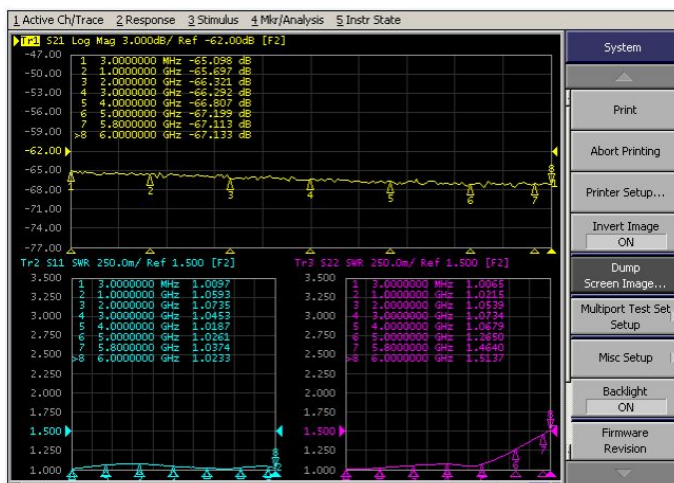 1 Active Ch/Trace 2 Response 3 Stimulus 4 Mkr/Analysis 5 Instr State
Tr1 S21 Log Mag 3.000dB/ Ref -62.00dB [F2]
-47.00
-50.00
-53.00
-56.00
-59.00
-62.00
-65.00
-68.00
-71.00
-74.00
-77.00
1 3.0000000 MHz -65.098 dB
2 1.0000000 GHz -65.697 dB
3 2.0000000 GHz -66.321 dB
4 3.0000000 GHz -66.292 dB
5 4.0000000 GHz -66.807 dB
6 5.0000000 GHz -67.199 dB
7 5.8000000 GHz -67.113 dB
>8 6.0000000 GHz -67.133 dB
1
2
3
4
5
6
7
8
Tr2 S11 SWR 250.0m/ Ref 1.500 [F2]
3.500
3.250
3.000
2.750
2.500
2.250
2.000
1.750
1.500
1.250
1.000
1 3.0000000 MHz 1.0097
2 1.0000000 GHz 1.0593
3 2.0000000 GHz 1.0735
4 3.0000000 GHz 1.0453
5 4.0000000 GHz 1.0187
6 5.0000000 GHz 1.0261
7 5.8000000 GHz 1.0374
>8 6.0000000 GHz 1.0233
8
Tr3 S22 SWR 250.0m/ Ref 1.500 [F2]
3.500
3.250
3.000
2.750
2.500
2.250
2.000
1.750
1.500
1.250
1.000
1 3.0000000 MHz 1.0065
2 1.0000000 GHz 1.0215
3 2.0000000 GHz 1.0539
4 3.0000000 GHz 1.0734
5 4.0000000 GHz 1.0679
6 5.0000000 GHz 1.2650
7 5.8000000 GHz 1.4640
>8 6.0000000 GHz 1.5137
6
7
8
System
Print
Abort Printing
Printer Setup...
Invert Image
ON
Dump
Screen Image...
Multiport Test Set
Setup
Misc Setup
Backlight
ON
Firmware
Revision